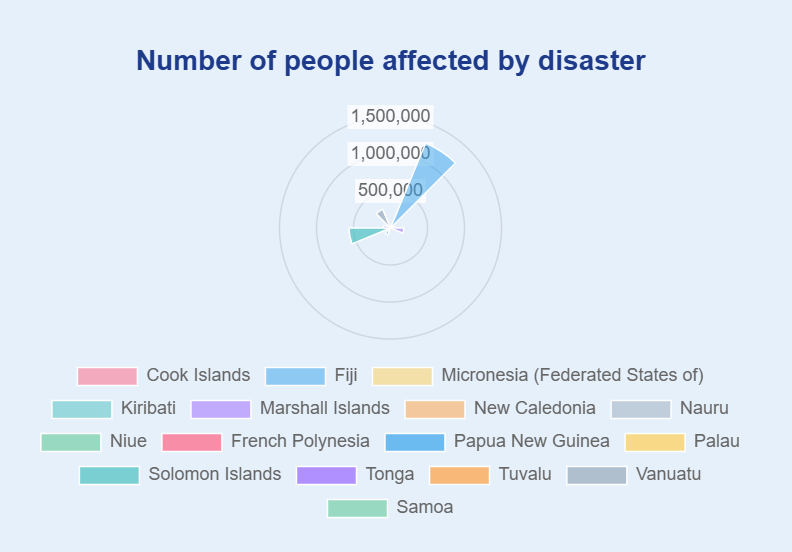 Number of people affected by disaster
1,500,000
1,000,000
500,000
Cook Islands Fiji Micronesia (Federated States of)
Kiribati Marshall Islands New Caledonia Nauru
Niue French Polynesia Papua New Guinea Palau
Solomon Islands Tonga Tuvalu Vanuatu
Samoa